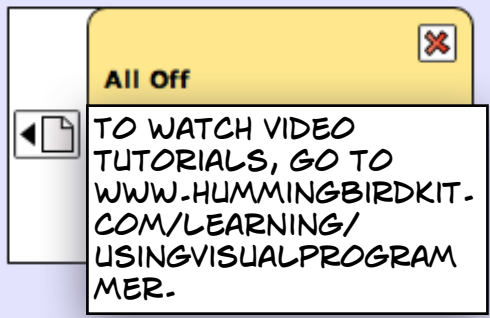 All Off
TO WATCH VIDEO
TUTORIALS, GO TO
WWW.HUMMINGBIRDKIT.
COM/LEARNING/
USINGVISUALPROGRAM
MER.